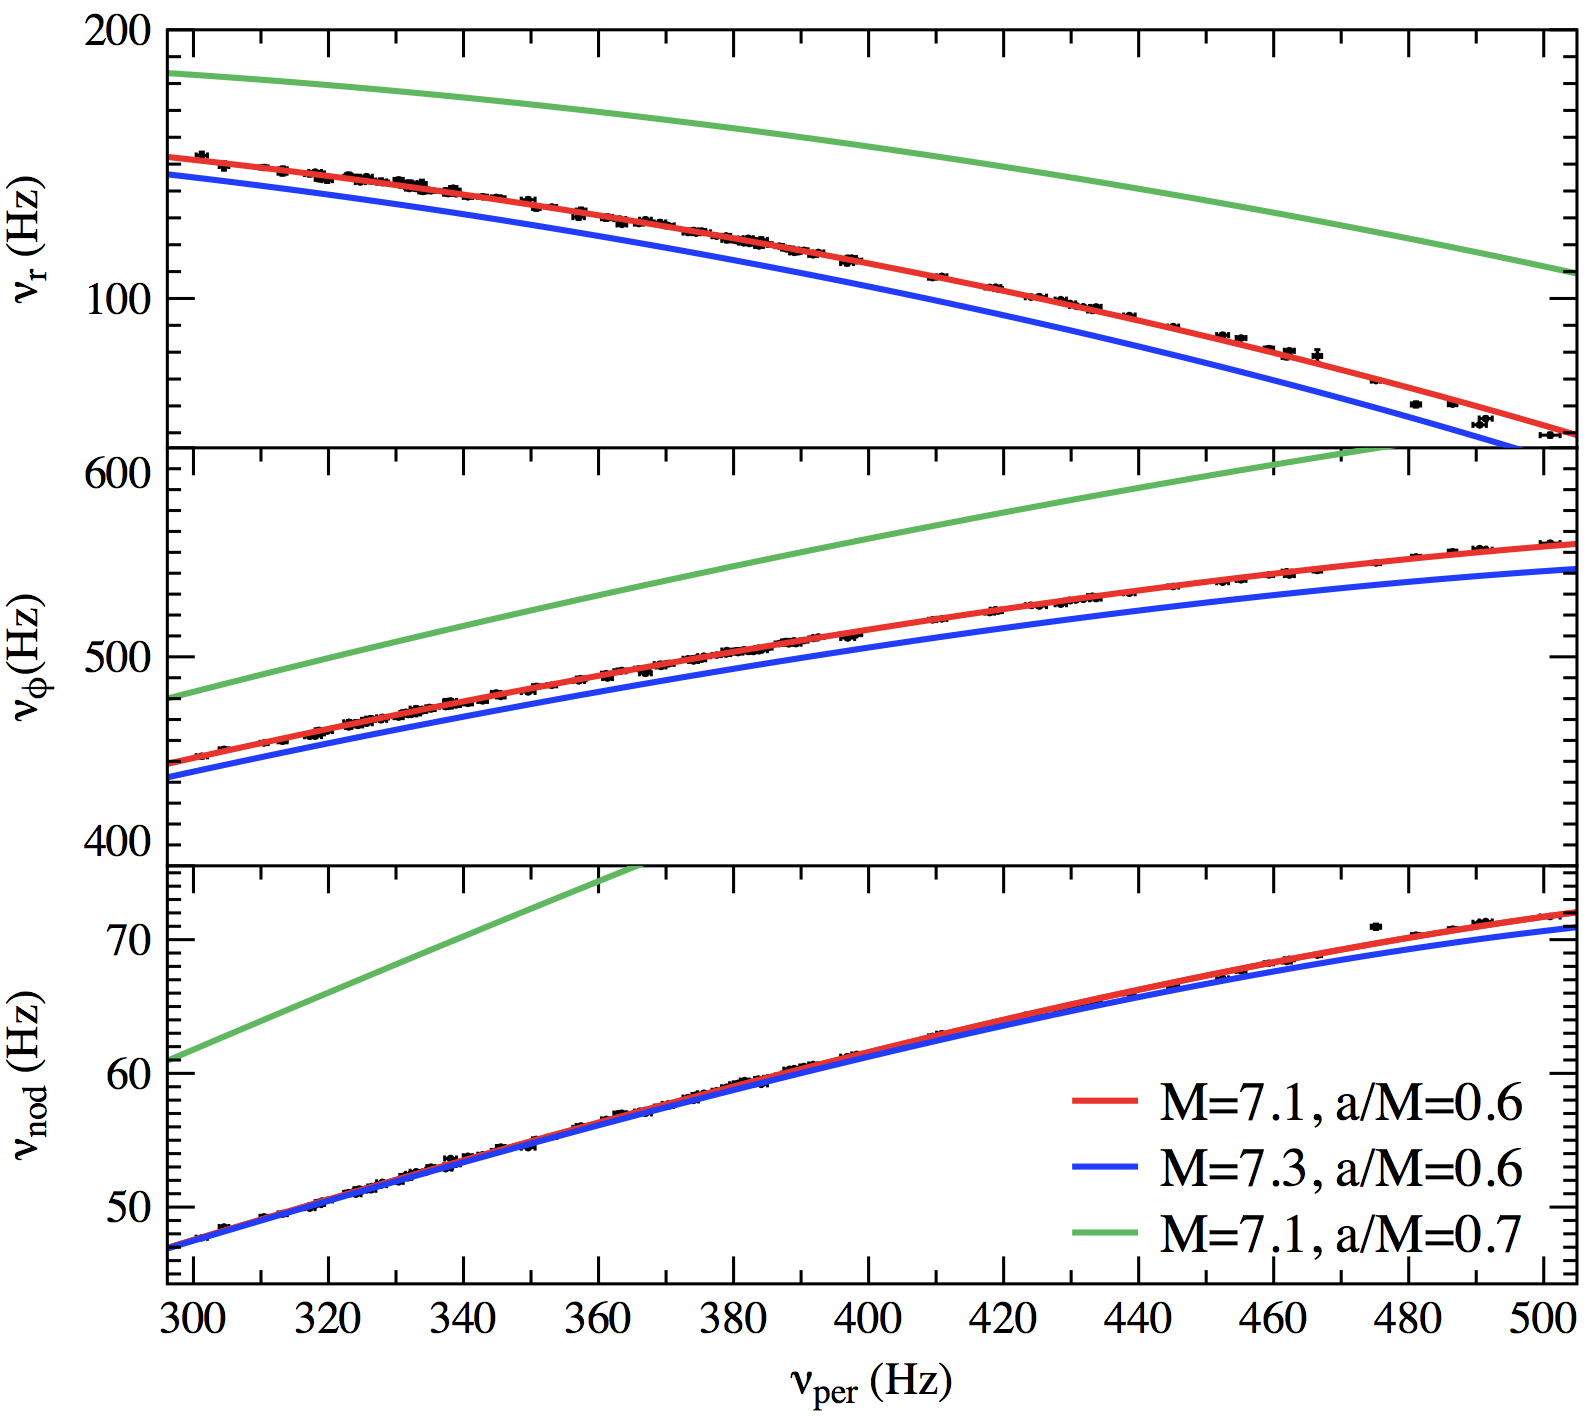 200
100
νr (Hz)
600
500
400
νϕ(Hz)
70
60
50
νnod (Hz)
M=7.1, a/M=0.6
M=7.3, a/M=0.6
M=7.1, a/M=0.7
300 320 340 360 380 400 420 440 460 480 500
νper (Hz)